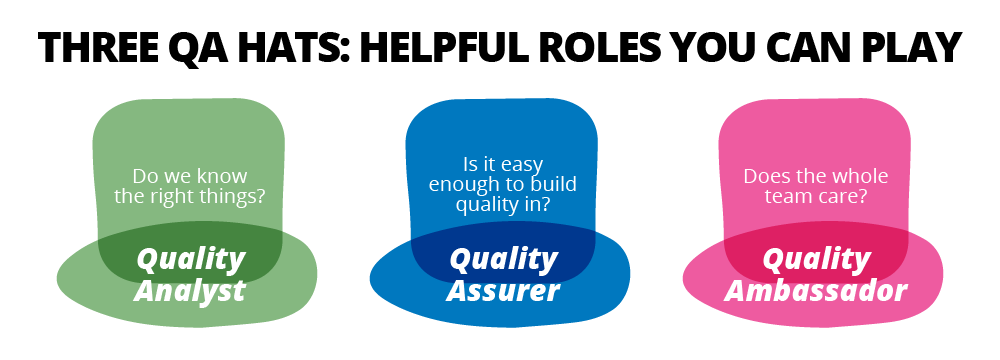 THREE QA HATS: HELPFUL ROLES YOU CAN PLAY
Do we know
the right things?
Quality
Analyst
Is it easy
enough to build
quality in?
Quality
Assurer
Does the whole
team care?
Quality
Ambassador